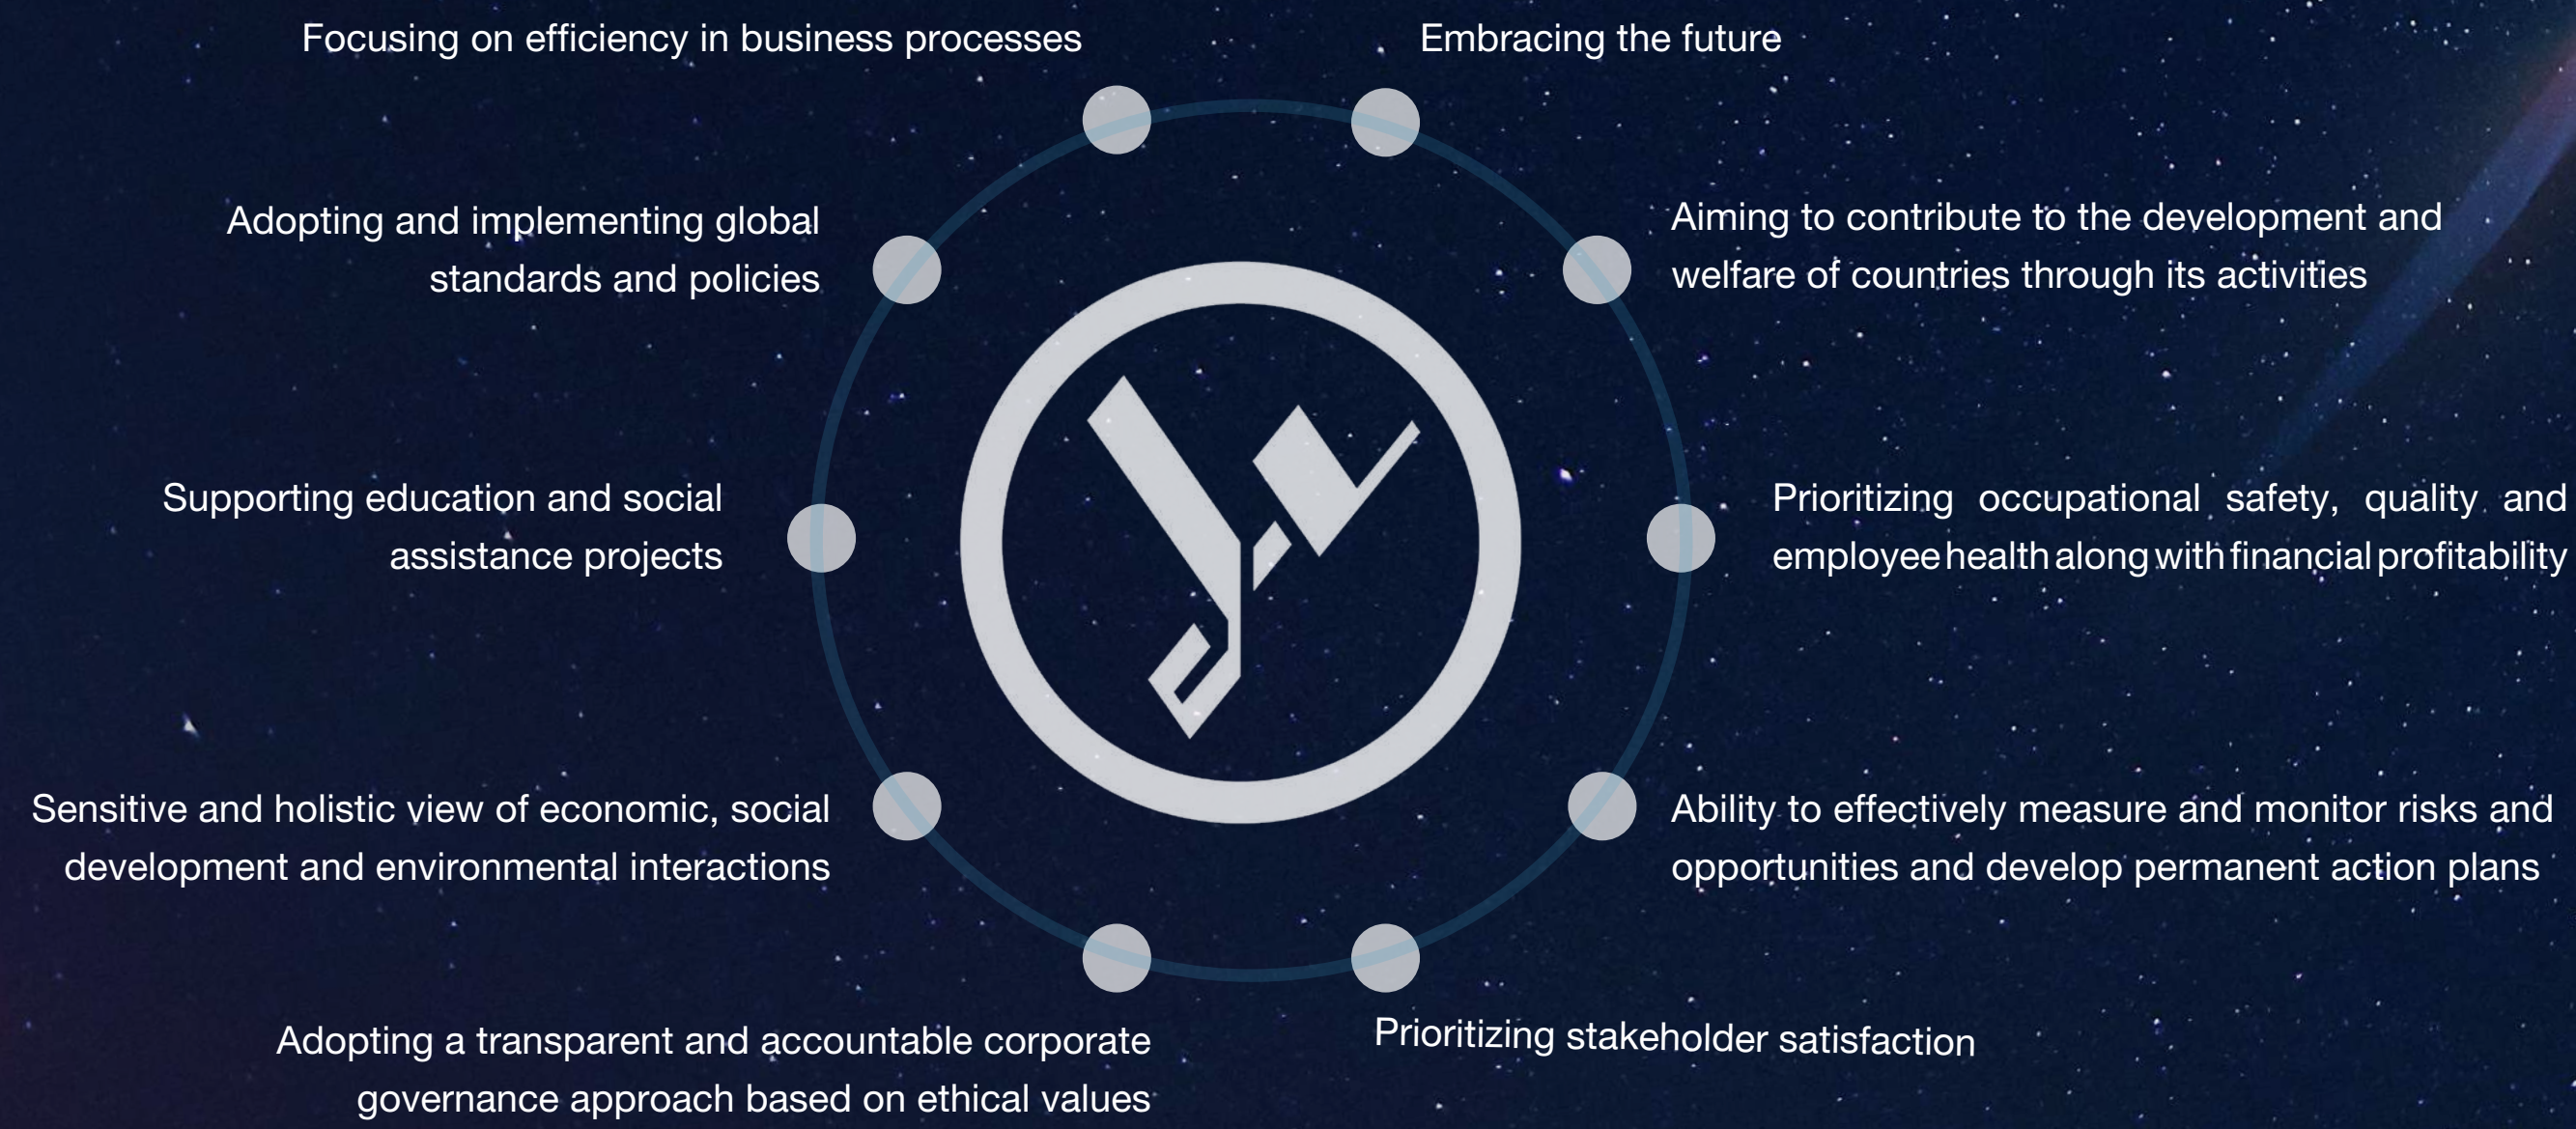 Focusing on efficiency in business processes
Embracing the future
Adopting and implementing global
standards and policies
Aiming to contribute to the development and
welfare of countries through its activities
Supporting education and social
assistance projects
Prioritizing occupational safety, quality and
employee health along with financial profitability
Sensitive and holistic view of economic, social
development and environmental interactions
Ability to effectively measure and monitor risks and
opportunities and develop permanent action plans
Adopting a transparent and accountable corporate
governance approach based on ethical values
Prioritizing stakeholder satisfaction